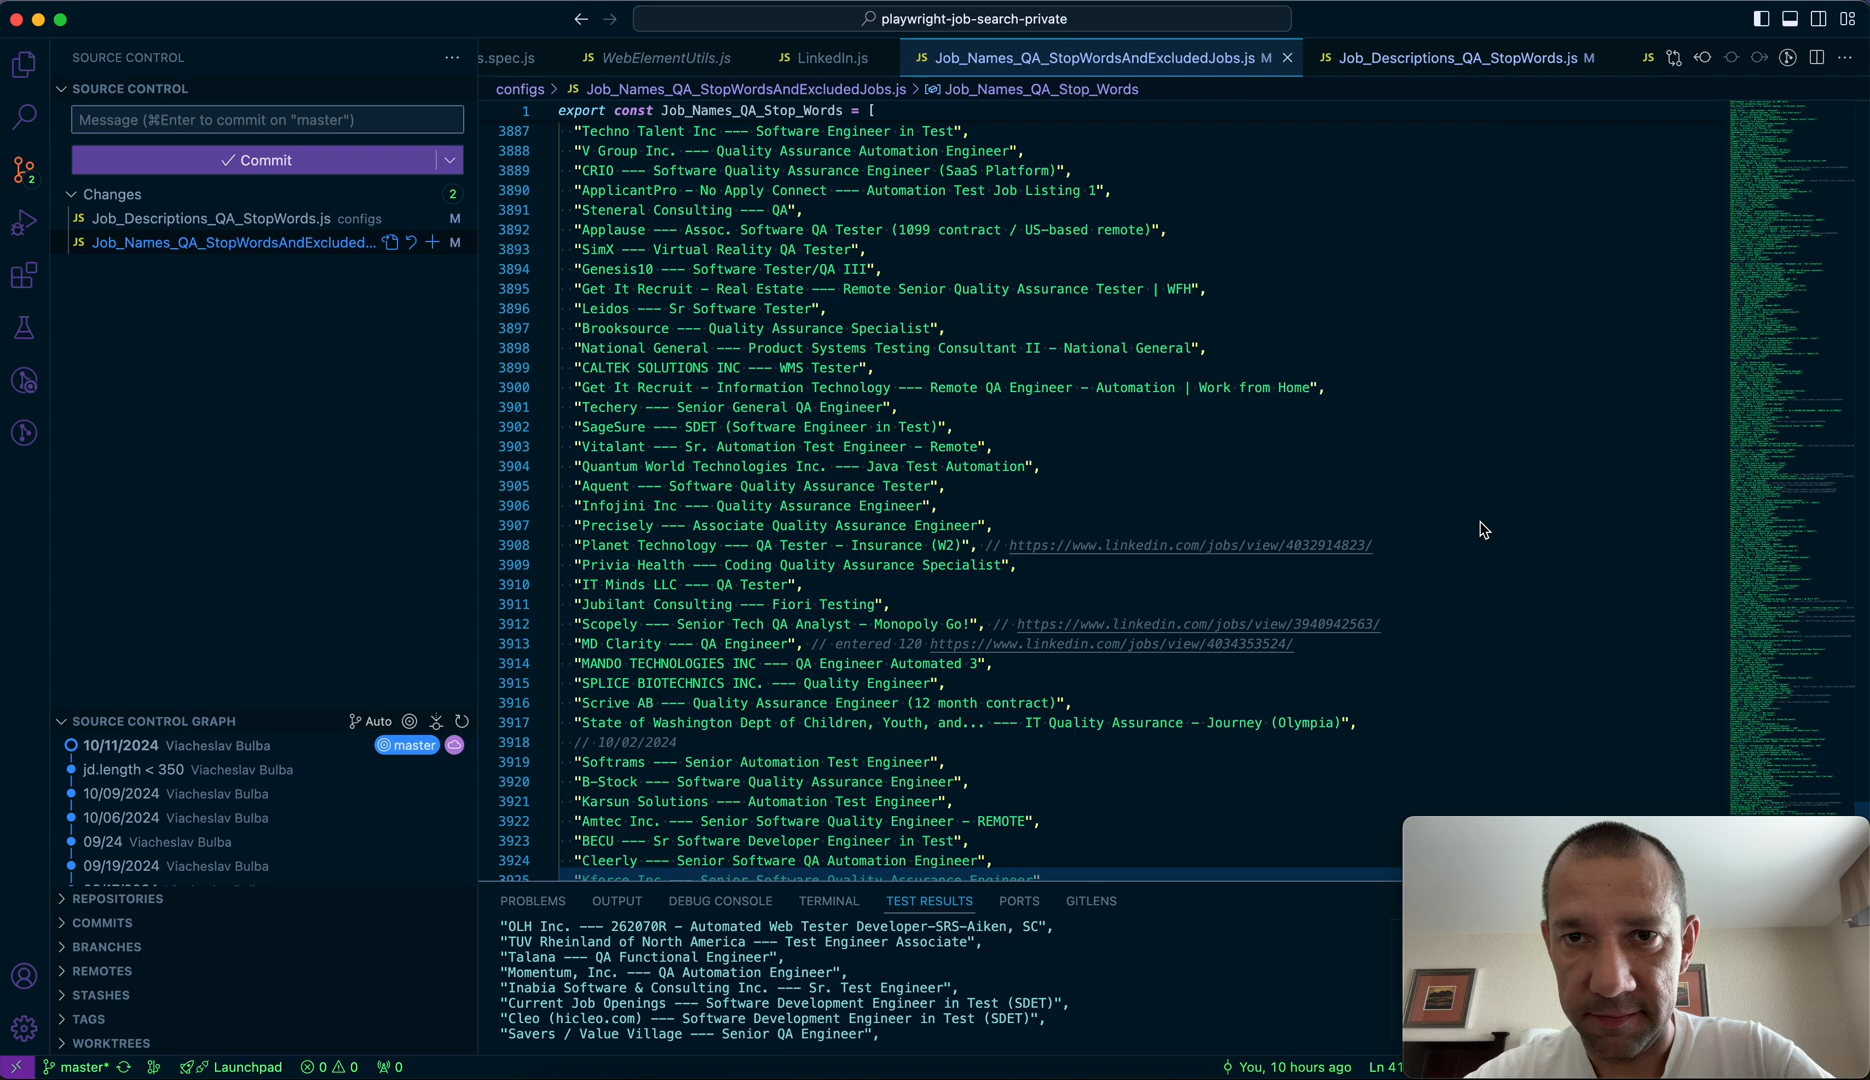 playwright-job-search-private
SOURCE CONTROL
s.spec.js
JS WebElementUtils.js
JS LinkedIn.js
JS Job_Names_QA_StopWordsAndExcludedJobs.js M
JS Job_Descriptions_QA_StopWords.js M
JS
SOURCE CONTROL
configs > JS Job_Names_QA_StopWordsAndExcludedJobs.js > Job_Names_QA_Stop_Words
Message (⌘Enter to commit on "master")
Commit
Changes 2
JS Job_Descriptions_QA_StopWords.js configs M
JS Job_Names_QA_StopWordsAndExcluded... M
2
1 export const Job_Names_QA_Stop_Words = [
3887 "Techno Talent Inc --- Software Engineer in Test",
3888 "V Group Inc. --- Quality Assurance Automation Engineer",
3889 "CRIO --- Software Quality Assurance Engineer (SaaS Platform)",
3890 "ApplicantPro - No Apply Connect --- Automation Test Job Listing 1",
3891 "Steneral Consulting --- QA",
3892 "Applause --- Assoc. Software QA Tester (1099 contract / US-based remote)",
3893 "SimX --- Virtual Reality QA Tester",
3894 "Genesis10 --- Software Tester/QA III",
3895 "Get It Recruit - Real Estate --- Remote Senior Quality Assurance Tester | WFH",
3896 "Leidos --- Sr Software Tester",
3897 "Brooksource --- Quality Assurance Specialist",
3898 "National General --- Product Systems Testing Consultant II - National General",
3899 "CALTEK SOLUTIONS INC --- WMS Tester",
3900 "Get It Recruit - Information Technology --- Remote QA Engineer - Automation | Work from Home",
3901 "Techery --- Senior General QA Engineer",
3902 "SageSure --- SDET (Software Engineer in Test)",
3903 "Vitalant --- Sr. Automation Test Engineer - Remote",
3904 "Quantum World Technologies Inc. --- Java Test Automation",
3905 "Aquent --- Software Quality Assurance Tester",
3906 "Infojini Inc --- Quality Assurance Engineer",
3907 "Precisely --- Associate Quality Assurance Engineer",
3908 "Planet Technology --- QA Tester - Insurance (W2)", // https://www.linkedin.com/jobs/view/4032914823/
3909 "Privia Health --- Coding Quality Assurance Specialist",
3910 "IT Minds LLC --- QA Tester",
3911 "Jubilant Consulting --- Fiori Testing",
3912 "Scopely --- Senior Tech QA Analyst - Monopoly Go!", // https://www.linkedin.com/jobs/view/3940942563/
3913 "MD Clarity --- QA Engineer", // entered 120 https://www.linkedin.com/jobs/view/4034353524/
3914 "MANDO TECHNOLOGIES INC --- QA Engineer Automated 3",
3915 "SPLICE BIOTECHNICS INC. --- Quality Engineer",
3916 "Scrive AB --- Quality Assurance Engineer (12 month contract)",
3917 "State of Washington Dept of Children, Youth, and... --- IT Quality Assurance - Journey (Olympia)",
3918 // 10/02/2024
3919 "Softrams --- Senior Automation Test Engineer",
3920 "B-Stock --- Software Quality Assurance Engineer",
3921 "Karsun Solutions --- Automation Test Engineer",
3922 "Amtec Inc. --- Senior Software Quality Engineer - REMOTE",
3923 "BECU --- Sr Software Developer Engineer in Test",
3924 "Cleerly --- Senior Software QA Automation Engineer",
3925 "Kforce Inc --- Senior Software Quality Assurance Engineer"
SOURCE CONTROL GRAPH Auto
10/11/2024 Viacheslav Bulba master
jd.length < 350 Viacheslav Bulba
10/09/2024 Viacheslav Bulba
10/06/2024 Viacheslav Bulba
09/24 Viacheslav Bulba
09/19/2024 Viacheslav Bulba
REPOSITORIES
COMMITS
BRANCHES
REMOTES
STASHES
TAGS
WORKTREES
PROBLEMS OUTPUT DEBUG CONSOLE TERMINAL TEST RESULTS PORTS GITLENS
"OLH Inc. --- 262070R - Automated Web Tester Developer-SRS-Aiken, SC",
"TUV Rheinland of North America --- Test Engineer Associate",
"Talana --- QA Functional Engineer",
"Momentum, Inc. --- QA Automation Engineer",
"Inabia Software & Consulting Inc. --- Sr. Test Engineer",
"Current Job Openings --- Software Development Engineer in Test (SDET)",
"Cleo (hicleo.com) --- Software Development Engineer in Test (SDET)",
"Savers / Value Village --- Senior QA Engineer",
master* Launchpad 0 0 0 You, 10 hours ago Ln 41